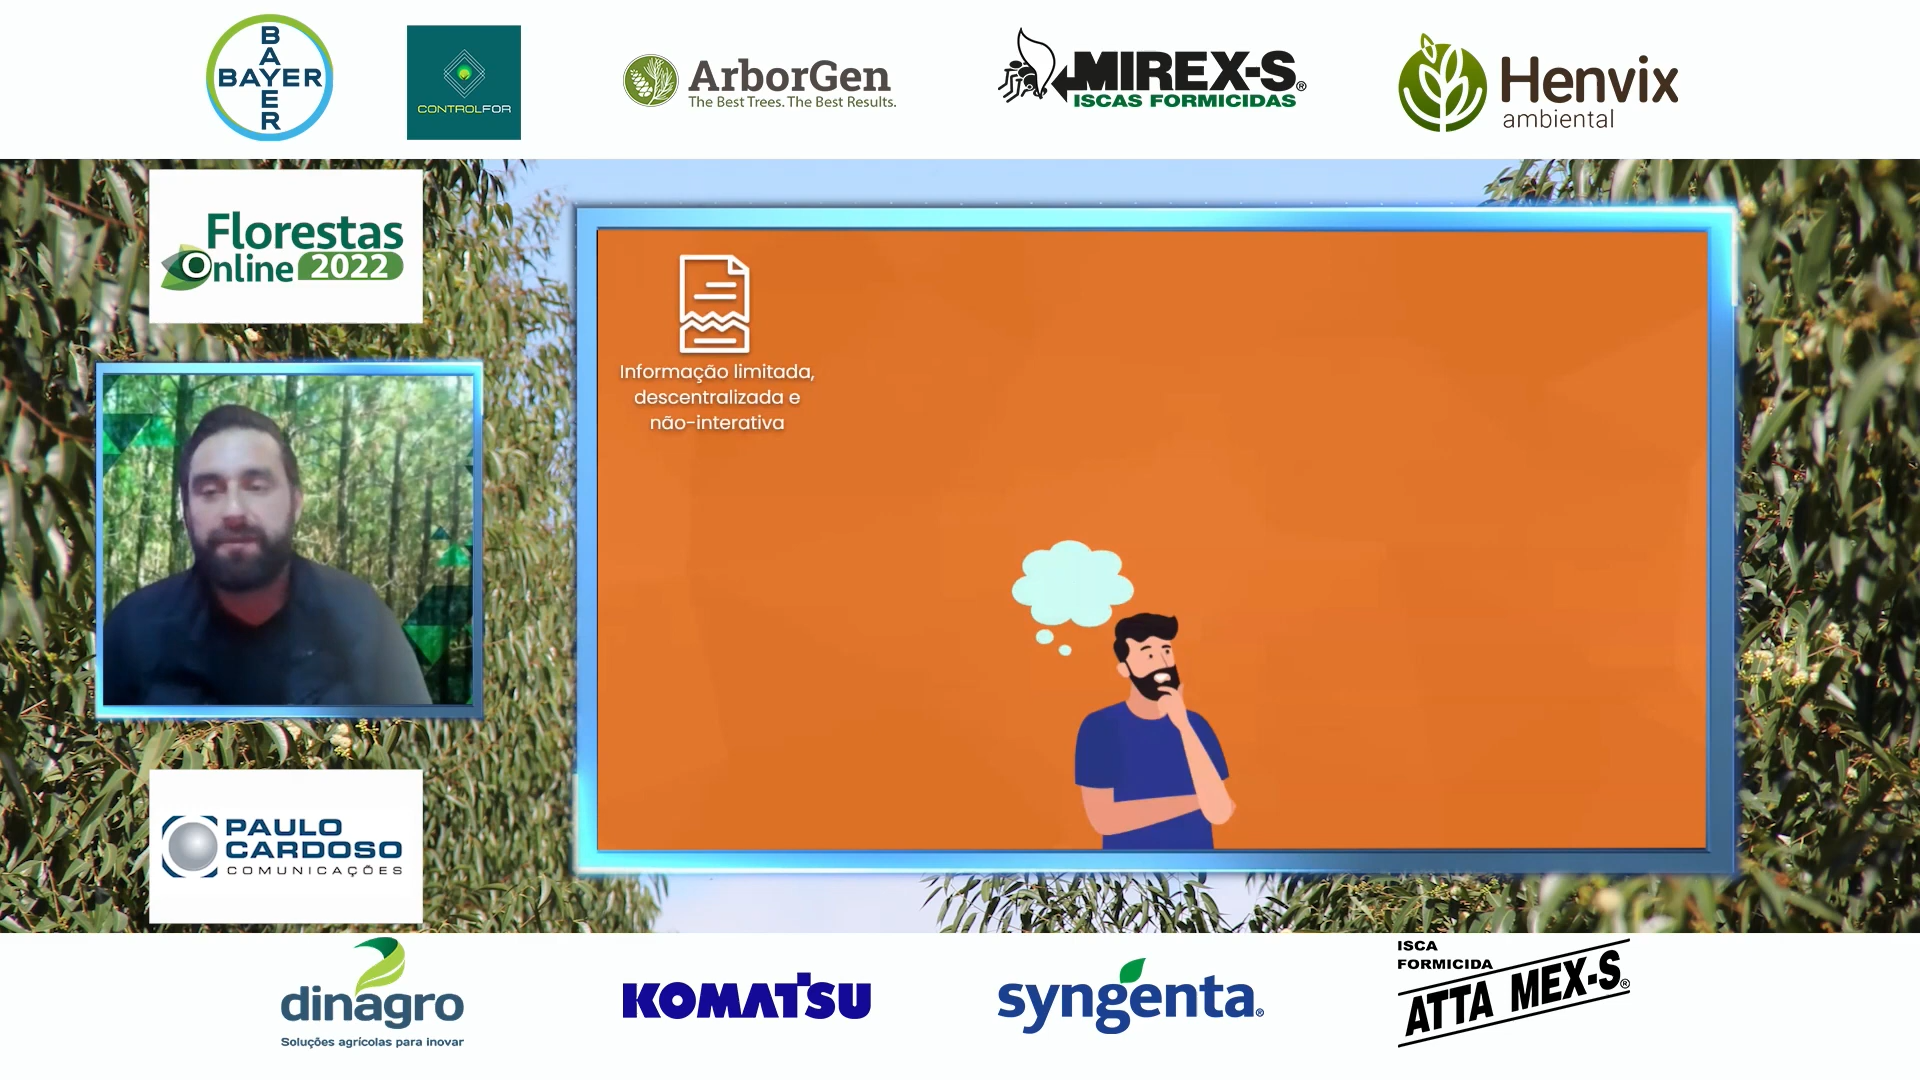 BAYER
BAYER
CONTROLFOR
ArborGen
The Best Trees. The Best Results.
MIREX-S®
ISCAS FORMICIDAS
Henvix
ambiental
Florestas
Online 2022
Informação limitada,
descentralizada e
não-interativa
PAULO
CARDOSO
COMUNICAÇÕES
dinagro
Soluções agrícolas para inovar
KOMATSU
syngenta®
ISCA
FORMICIDA
ATTA MEX-S®